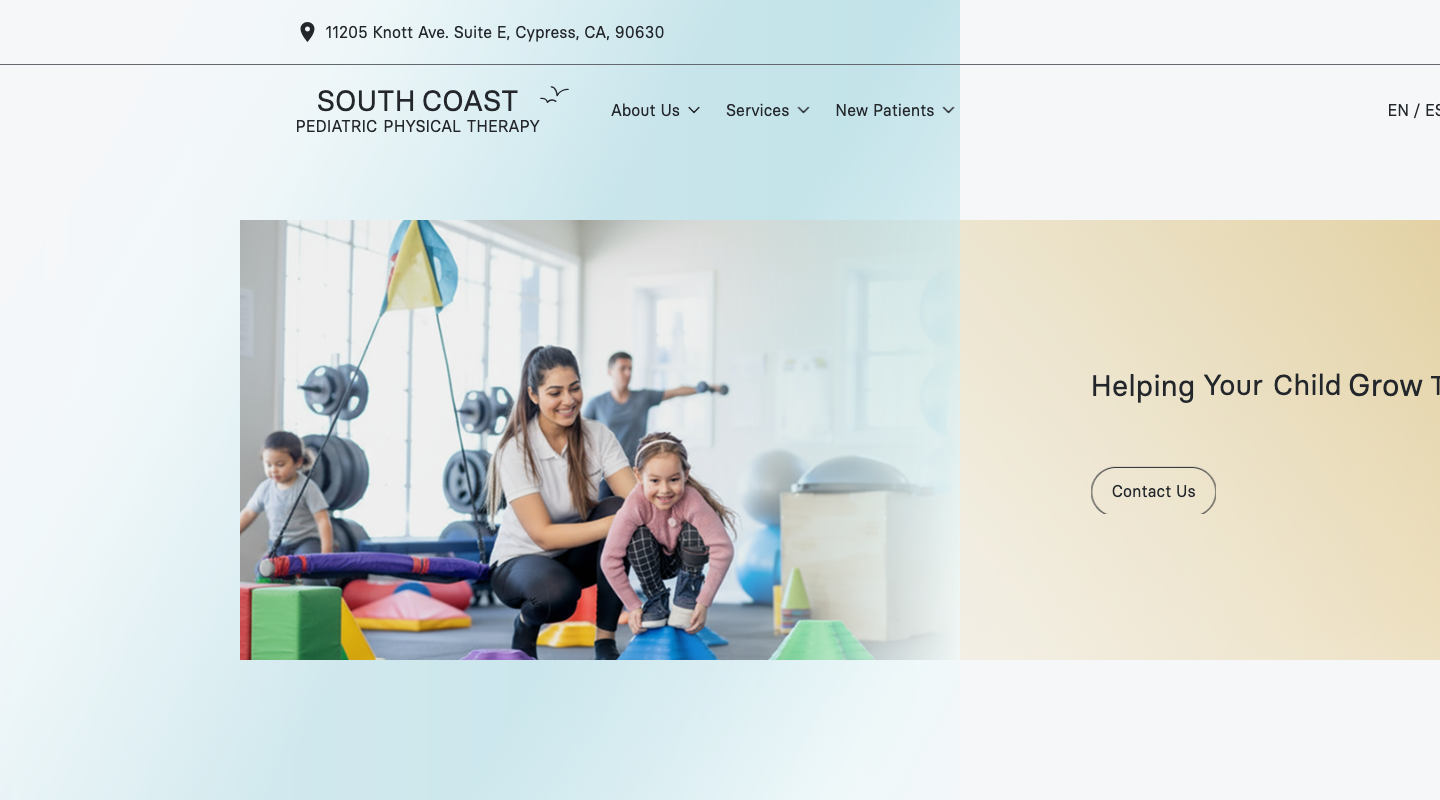 11205 Knott Ave. Suite E, Cypress, CA, 90630
SOUTH COAST
PEDIATRIC PHYSICAL THERAPY
About Us
Services
New Patients
EN / ES
Helping Your Child Grow
Contact Us